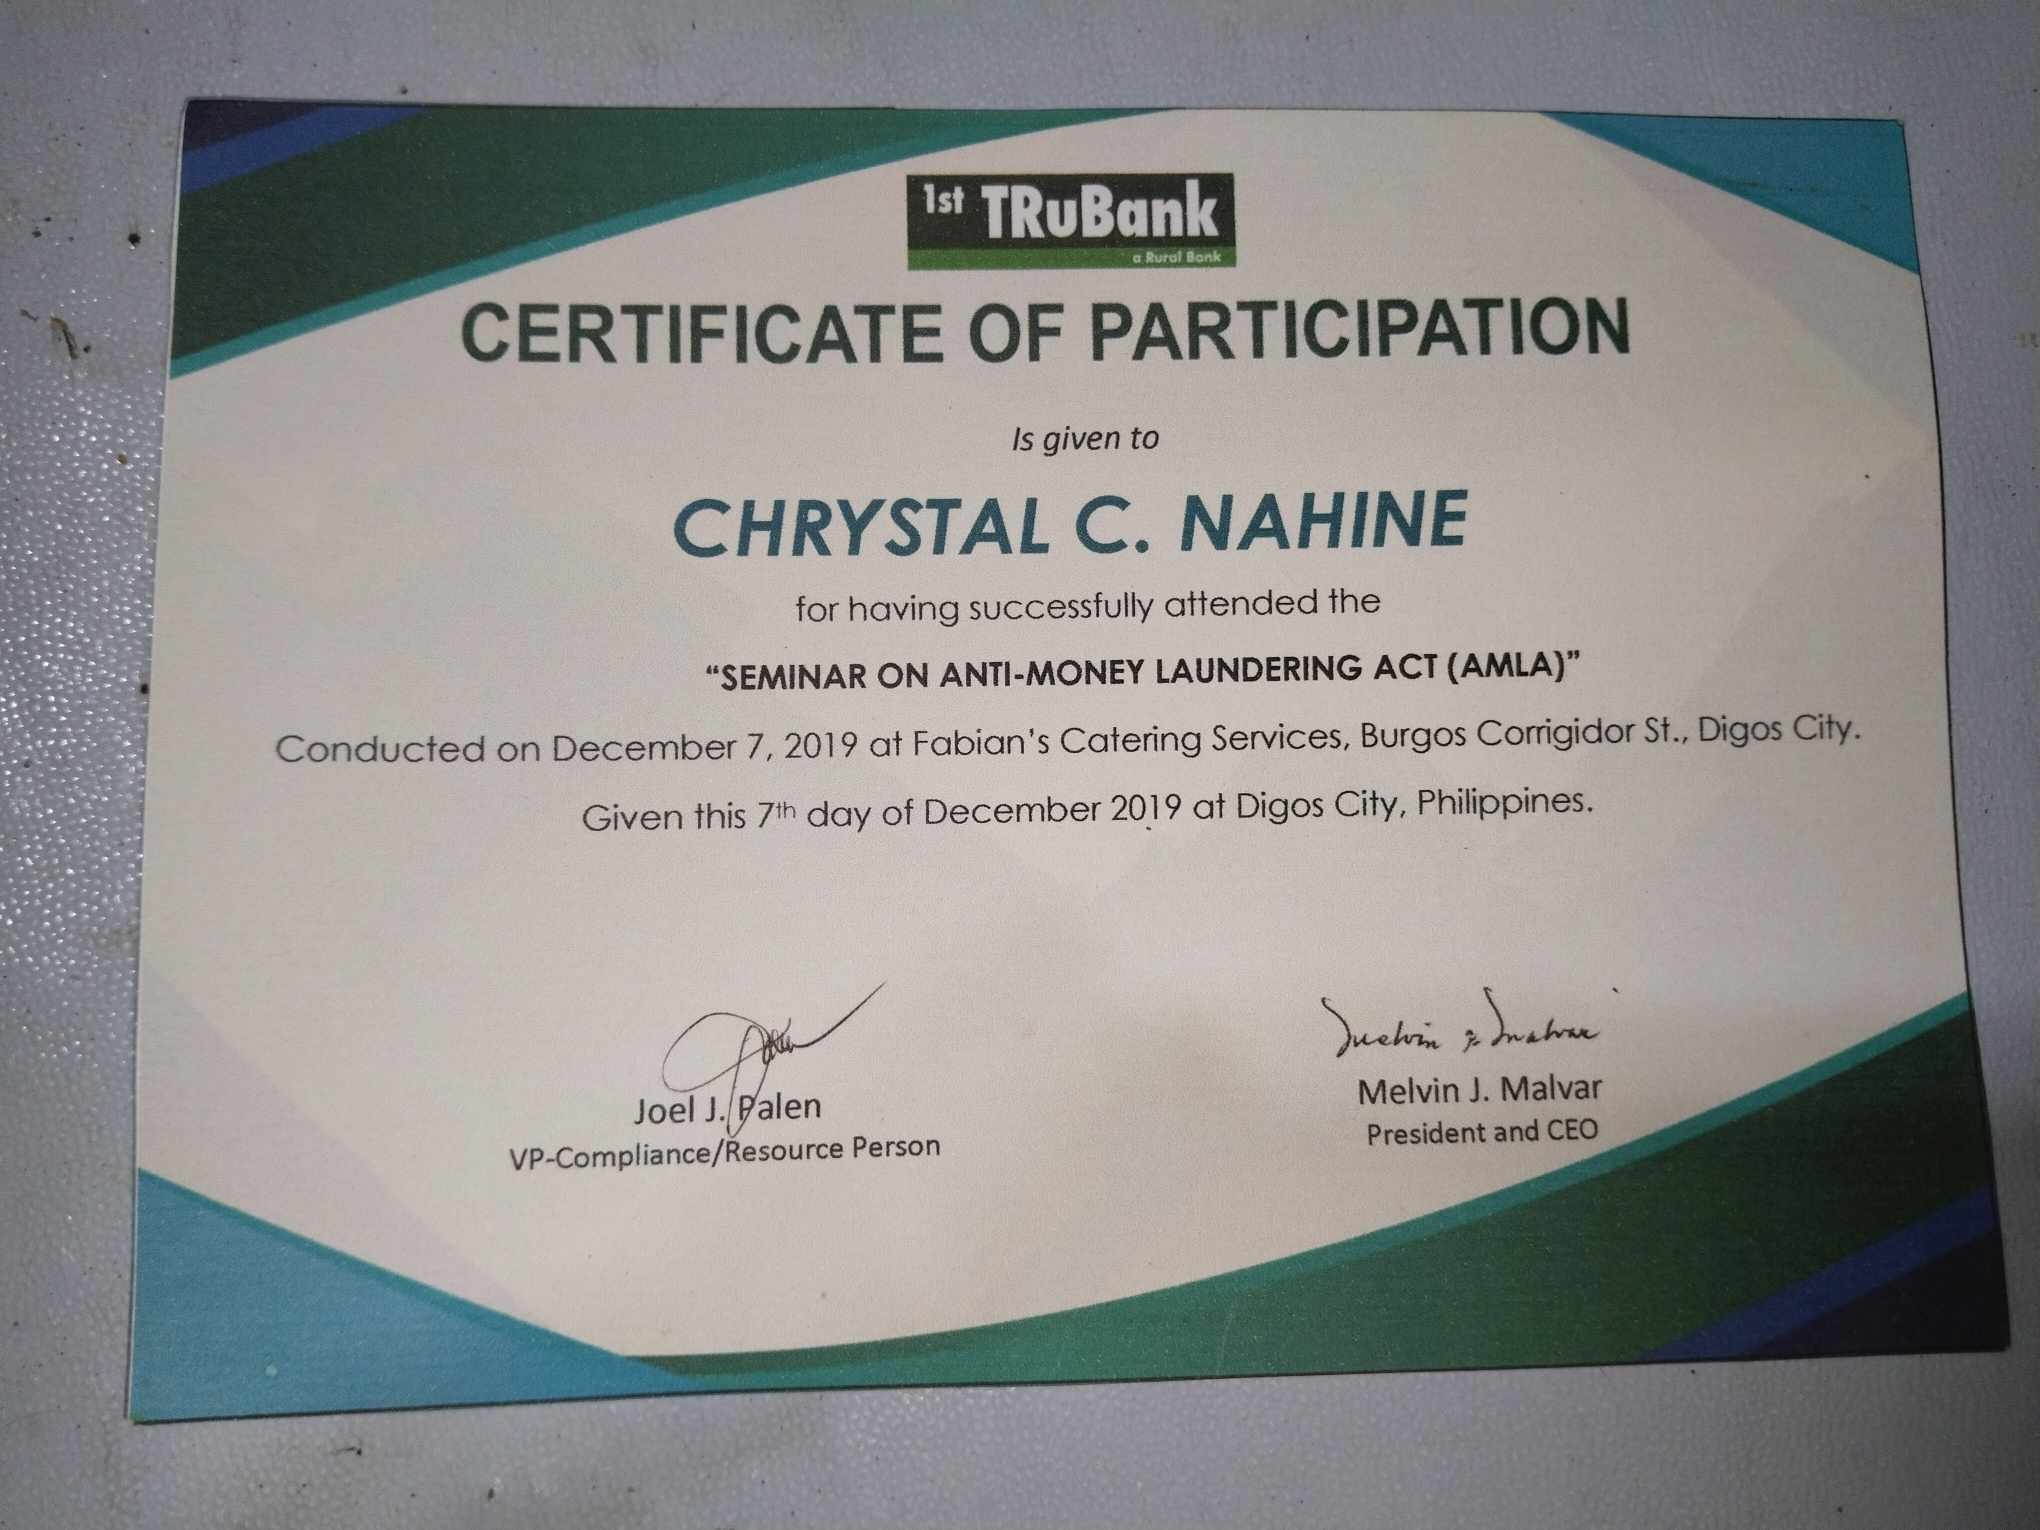 1st TRuBank
a Rural Bank
CERTIFICATE OF PARTICIPATION
Is given to
CHRYSTAL C. NAHINE
for having successfully attended the
“SEMINAR ON ANTI-MONEY LAUNDERING ACT (AMLA)”
Conducted on December 7, 2019 at Fabian’s Catering Services, Burgos Corrigidor St., Digos City.
Given this 7th day of December 2019 at Digos City, Philippines.
Joel J. Palen
VP-Compliance/Resource Person
Melvin J. Malvar
Melvin J. Malvar
President and CEO